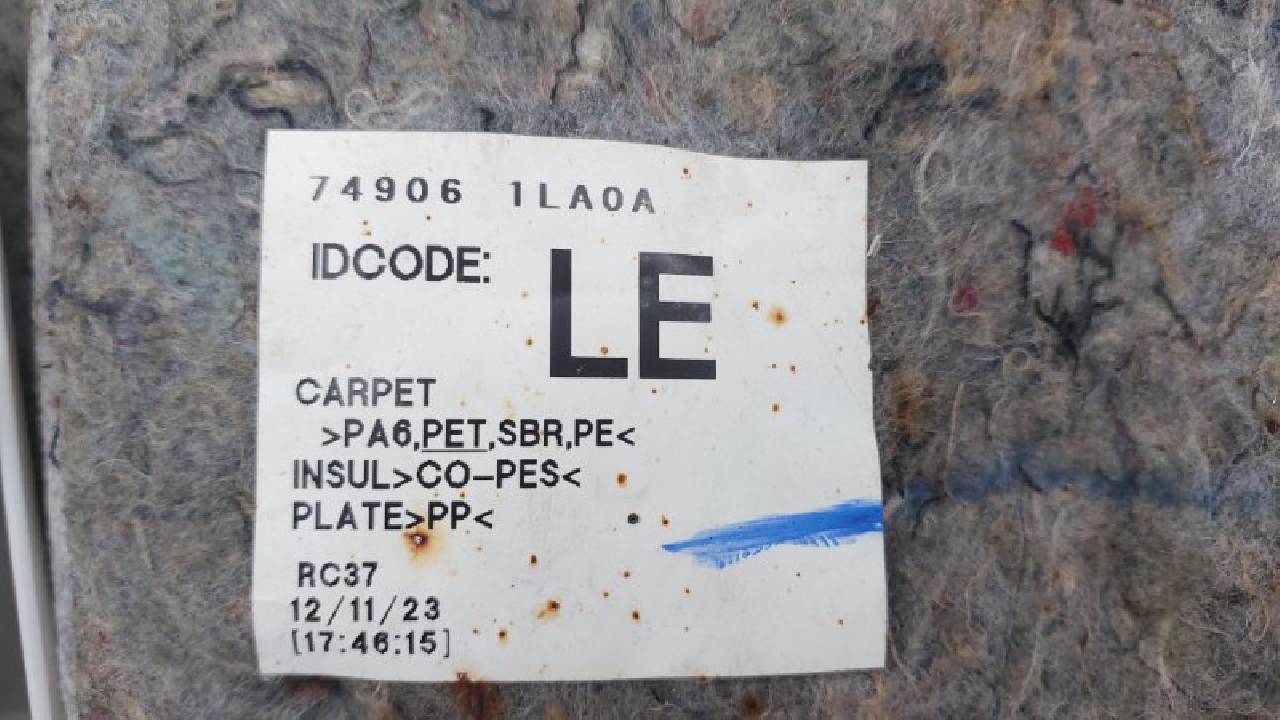 74906 1LA0A
IDCODE: LE
CARPET
>PA6,PET,SBR,PE<
INSUL>CO-PES<
PLATE>PP<
RC37
12/11/23
[17:46:15]